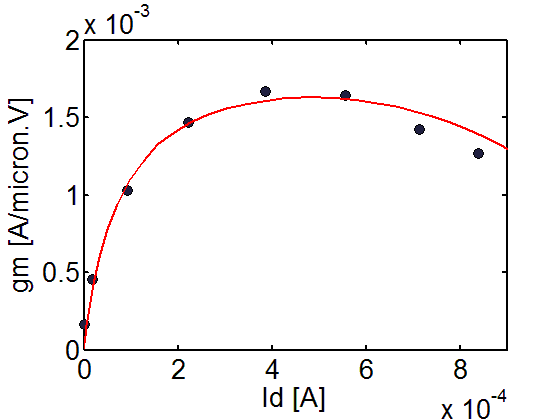 x 10^-3
2
1.5
1
0.5
0
gm [A/micron.V]
0 2 4 6 8
Id [A]
x 10^-4